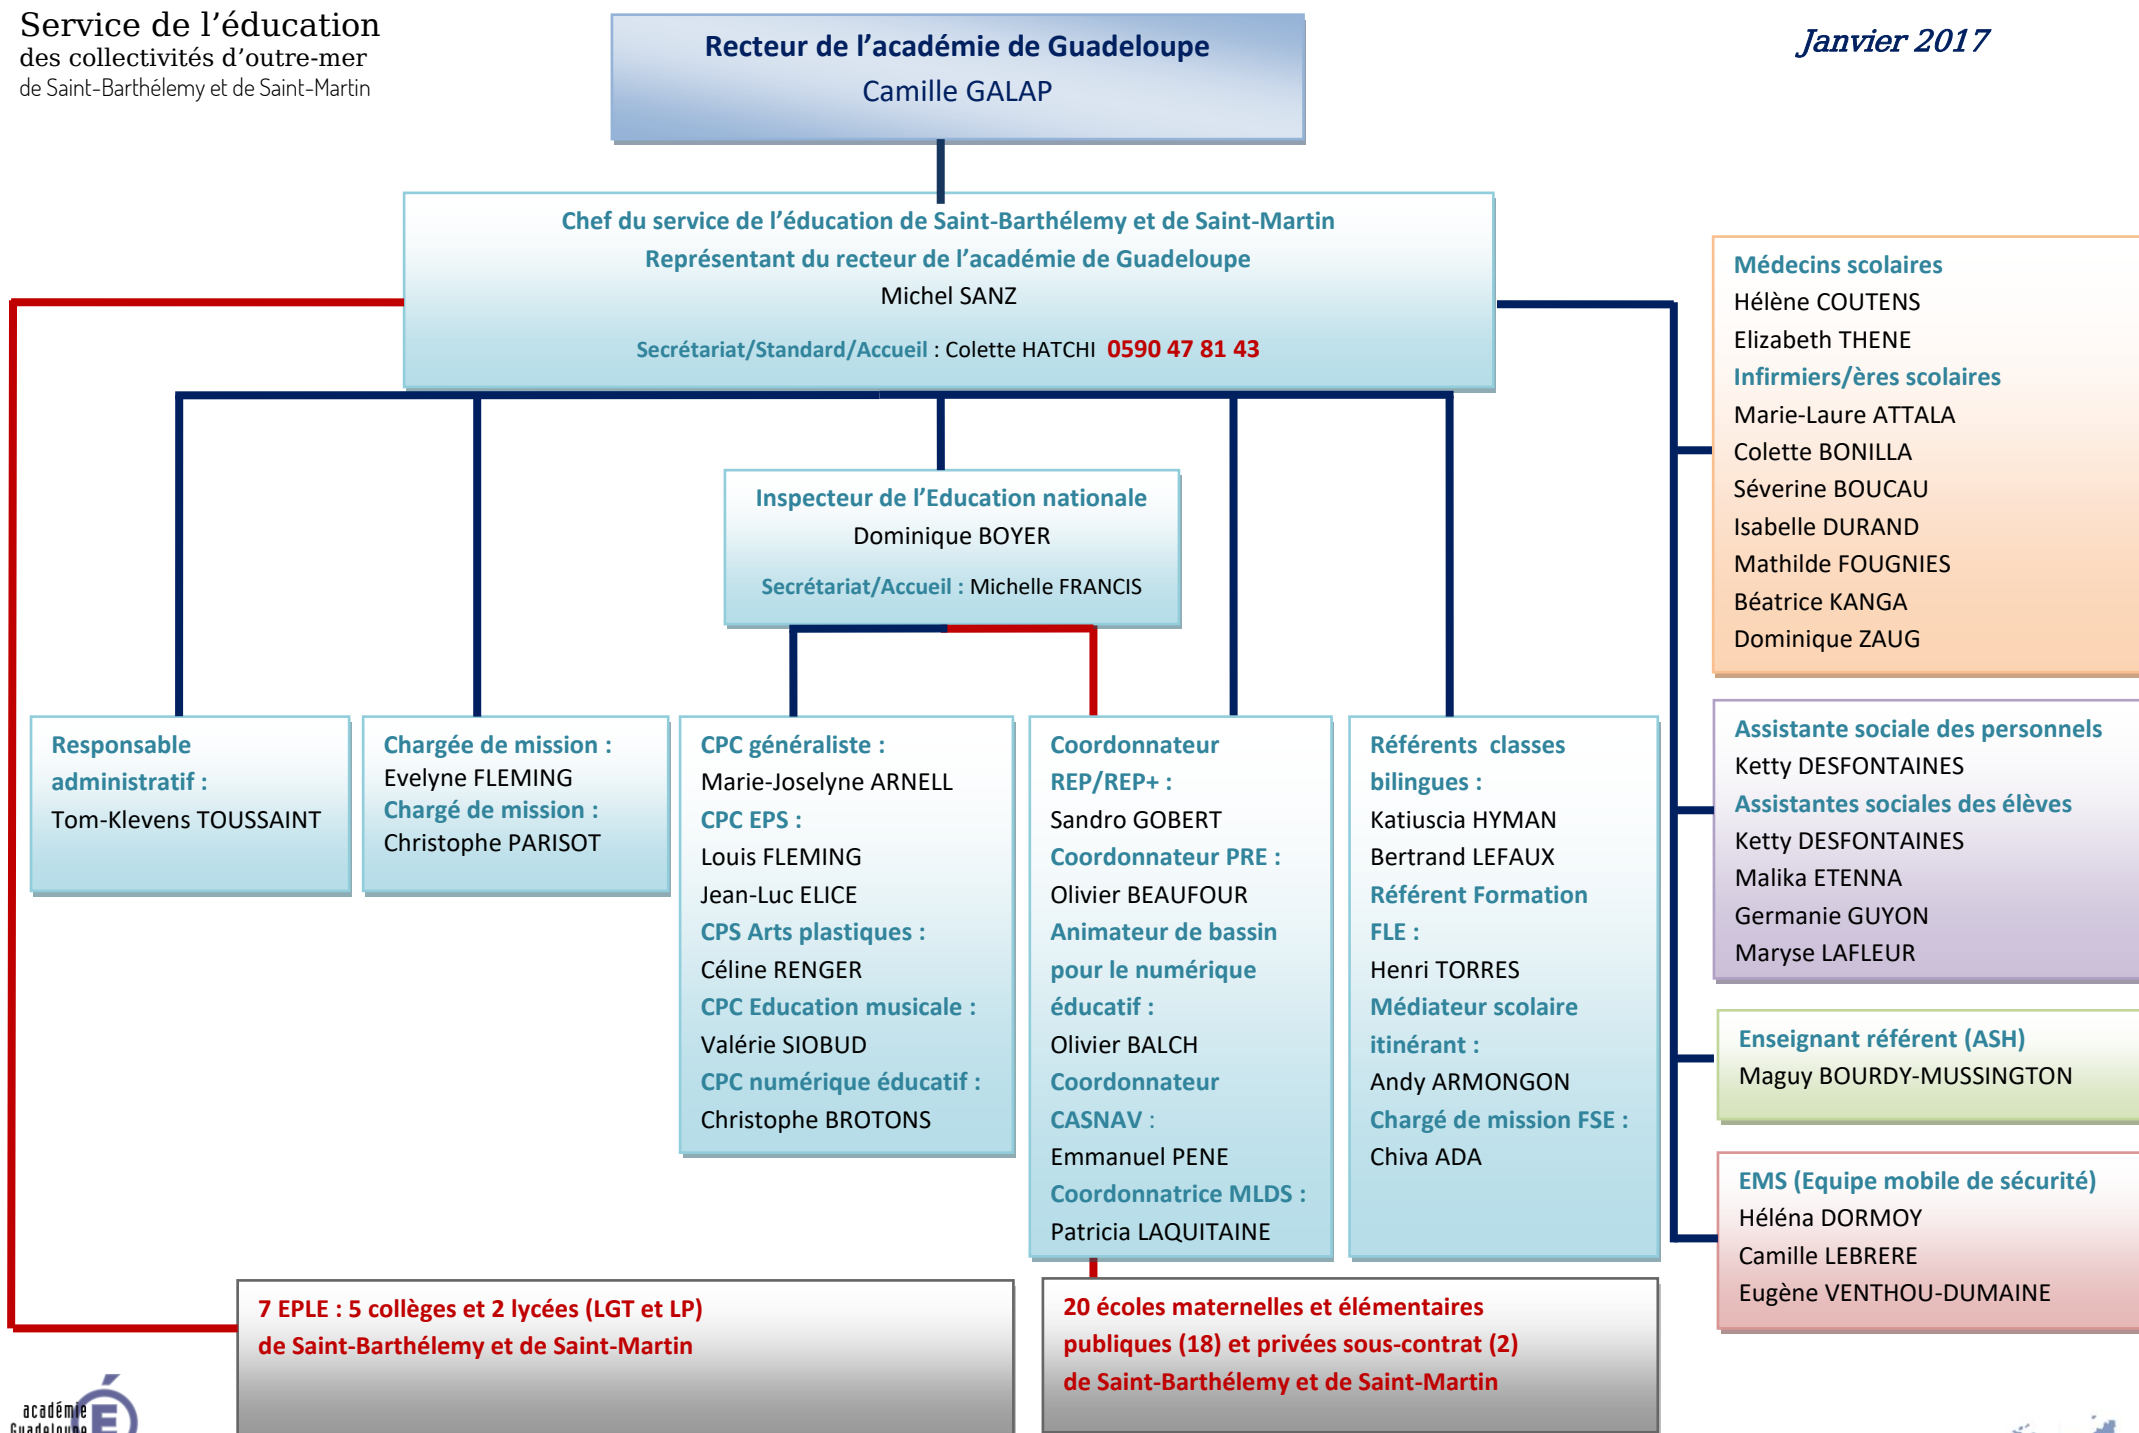 Service de l’éducation
des collectivités d’outre-mer
de Saint-Barthélemy et de Saint-Martin
Recteur de l’académie de Guadeloupe
Camille GALAP
Janvier 2017
Chef du service de l’éducation de Saint-Barthélemy et de Saint-Martin
Représentant du recteur de l’académie de Guadeloupe
Michel SANZ
Secrétariat/Standard/Accueil : Colette HATCHI 0590 47 81 43
Inspecteur de l’Education nationale
Dominique BOYER
Secrétariat/Accueil : Michelle FRANCIS
Responsable
administratif :
Tom-Klevens TOUSSAINT
Chargée de mission :
Evelyne FLEMING
Chargé de mission :
Christophe PARISOT
CPC généraliste :
Marie-Joselyne ARNELL
CPC EPS :
Louis FLEMING
Jean-Luc ELICE
CPS Arts plastiques :
Céline RENGER
CPC Education musicale :
Valérie SIOBUD
CPC numérique éducatif :
Christophe BROTONS
Coordonnateur
REP/REP+ :
Sandro GOBERT
Coordonnateur PRE :
Olivier BEAUFOUR
Animateur de bassin
pour le numérique
éducatif :
Olivier BALCH
Coordonnateur
CASNAV :
Emmanuel PENE
Coordonnatrice MLDS :
Patricia LAQUITAINE
Référents classes
bilingues :
Katiuscia HYMAN
Bertrand LEFAUX
Référent Formation
FLE :
Henri TORRES
Médiateur scolaire
itinérant :
Andy ARMONGON
Chargé de mission FSE :
Chiva ADA
Médecins scolaires
Hélène COUTENS
Elizabeth THENE
Infirmiers/ères scolaires
Marie-Laure ATTALA
Colette BONILLA
Séverine BOUCAU
Isabelle DURAND
Mathilde FOUGNIES
Béatrice KANGA
Dominique ZAUG
Assistante sociale des personnels
Ketty DESFONTAINES
Assistantes sociales des élèves
Ketty DESFONTAINES
Malika ETENNA
Germanie GUYON
Maryse LAFLEUR
Enseignant référent (ASH)
Maguy BOURDY-MUSSINGTON
EMS (Equipe mobile de sécurité)
Héléna DORMOY
Camille LEBRERE
Eugène VENTHOU-DUMAINE
7 EPLE : 5 collèges et 2 lycées (LGT et LP)
de Saint-Barthélemy et de Saint-Martin
20 écoles maternelles et élémentaires
publiques (18) et privées sous-contrat (2)
de Saint-Barthélemy et de Saint-Martin
académie
Guadeloupe
É